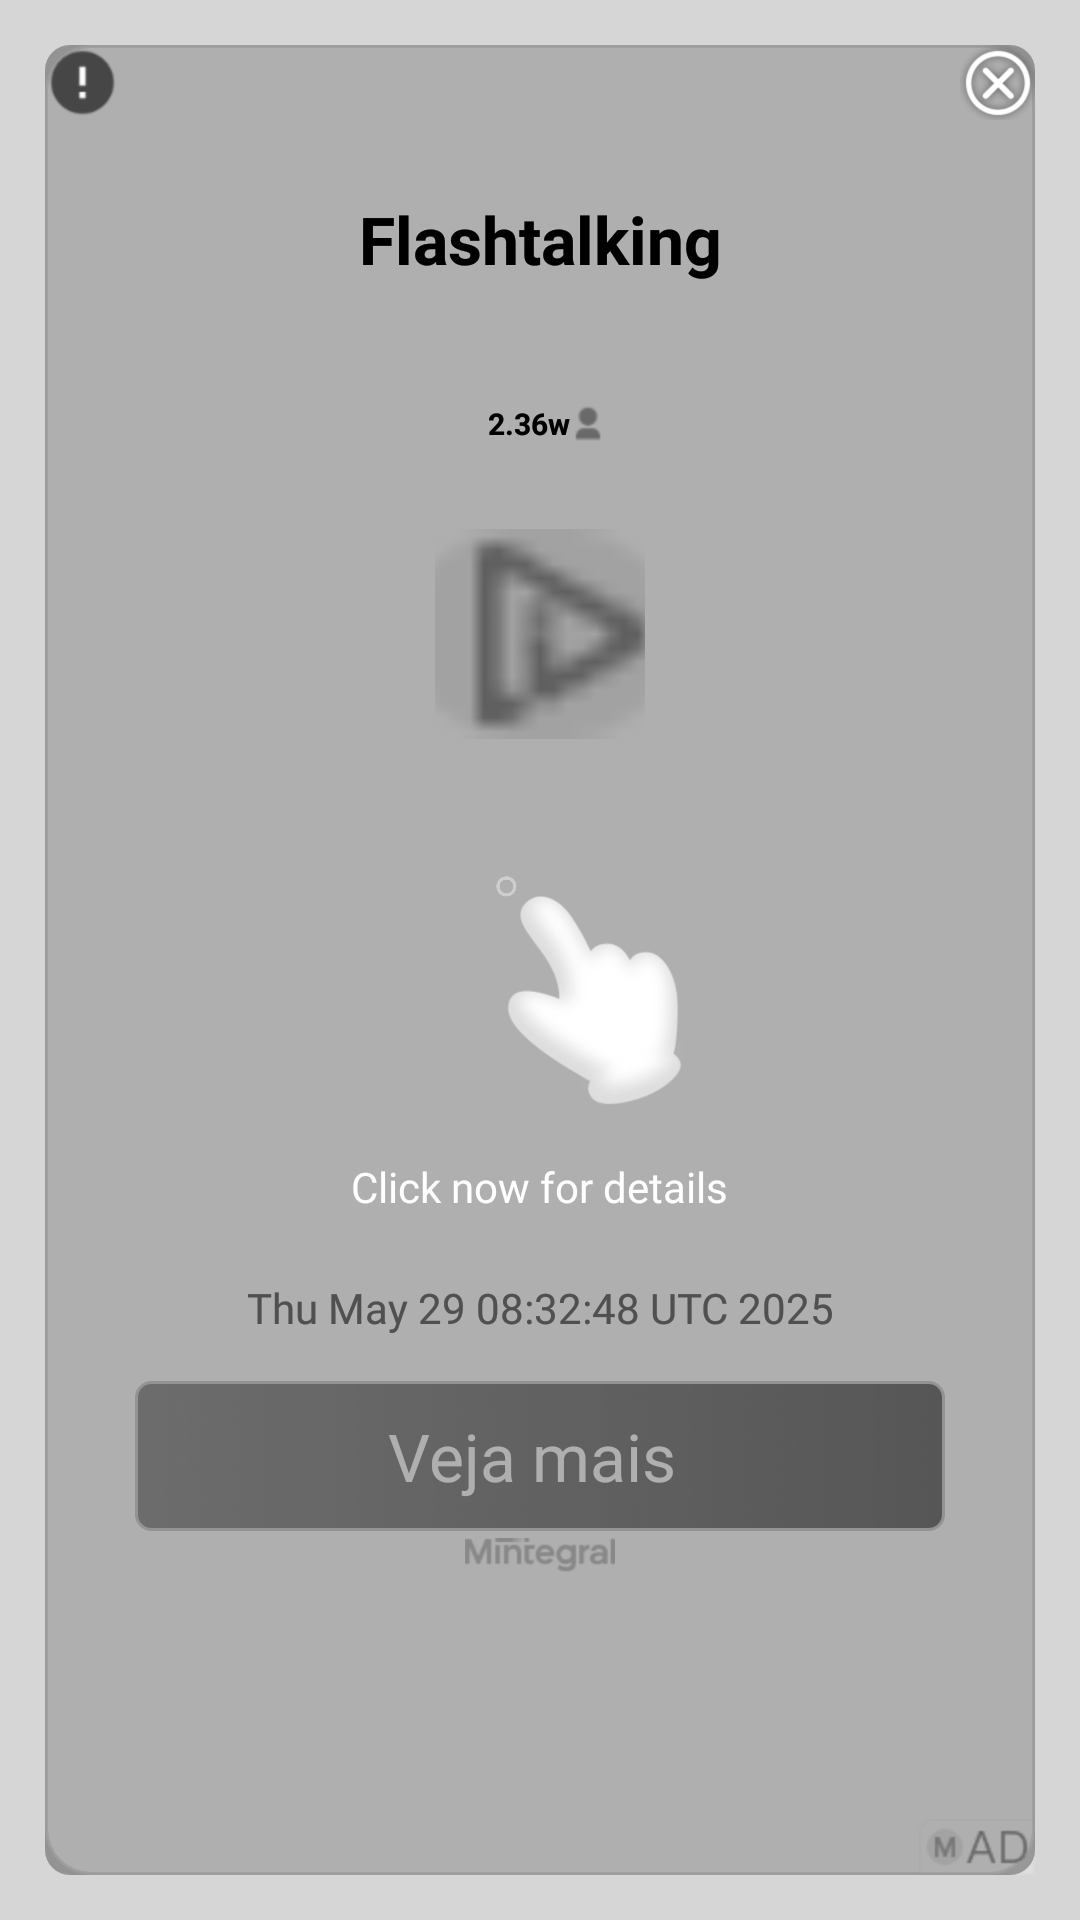 Flashtalking
2.36w
Click now for details
Thu May 29 08:32:48 UTC 2025
Veja mais
Mintegral
M AD